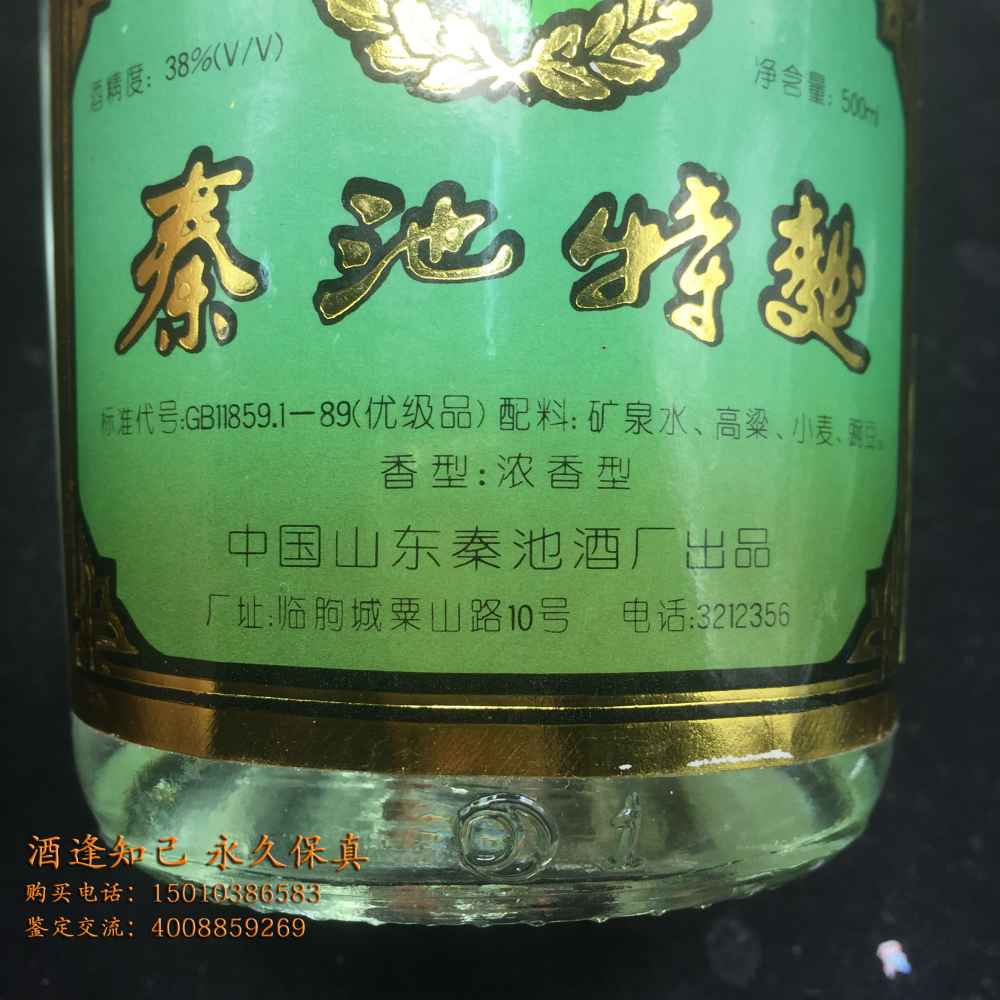 酒精度: 38%(V/V)
净含量: 500ml
秦池特麯
标准代号:GB11859.1—89(优级品) 配料: 矿泉水、高粱、小麦、豌豆。
香型:浓香型
中国山东秦池酒厂出品
厂址:临朐城粟山路10号 电话:3212356
1
酒逢知己 永久保真
购买电话: 15010386583
鉴定交流: 4008859269